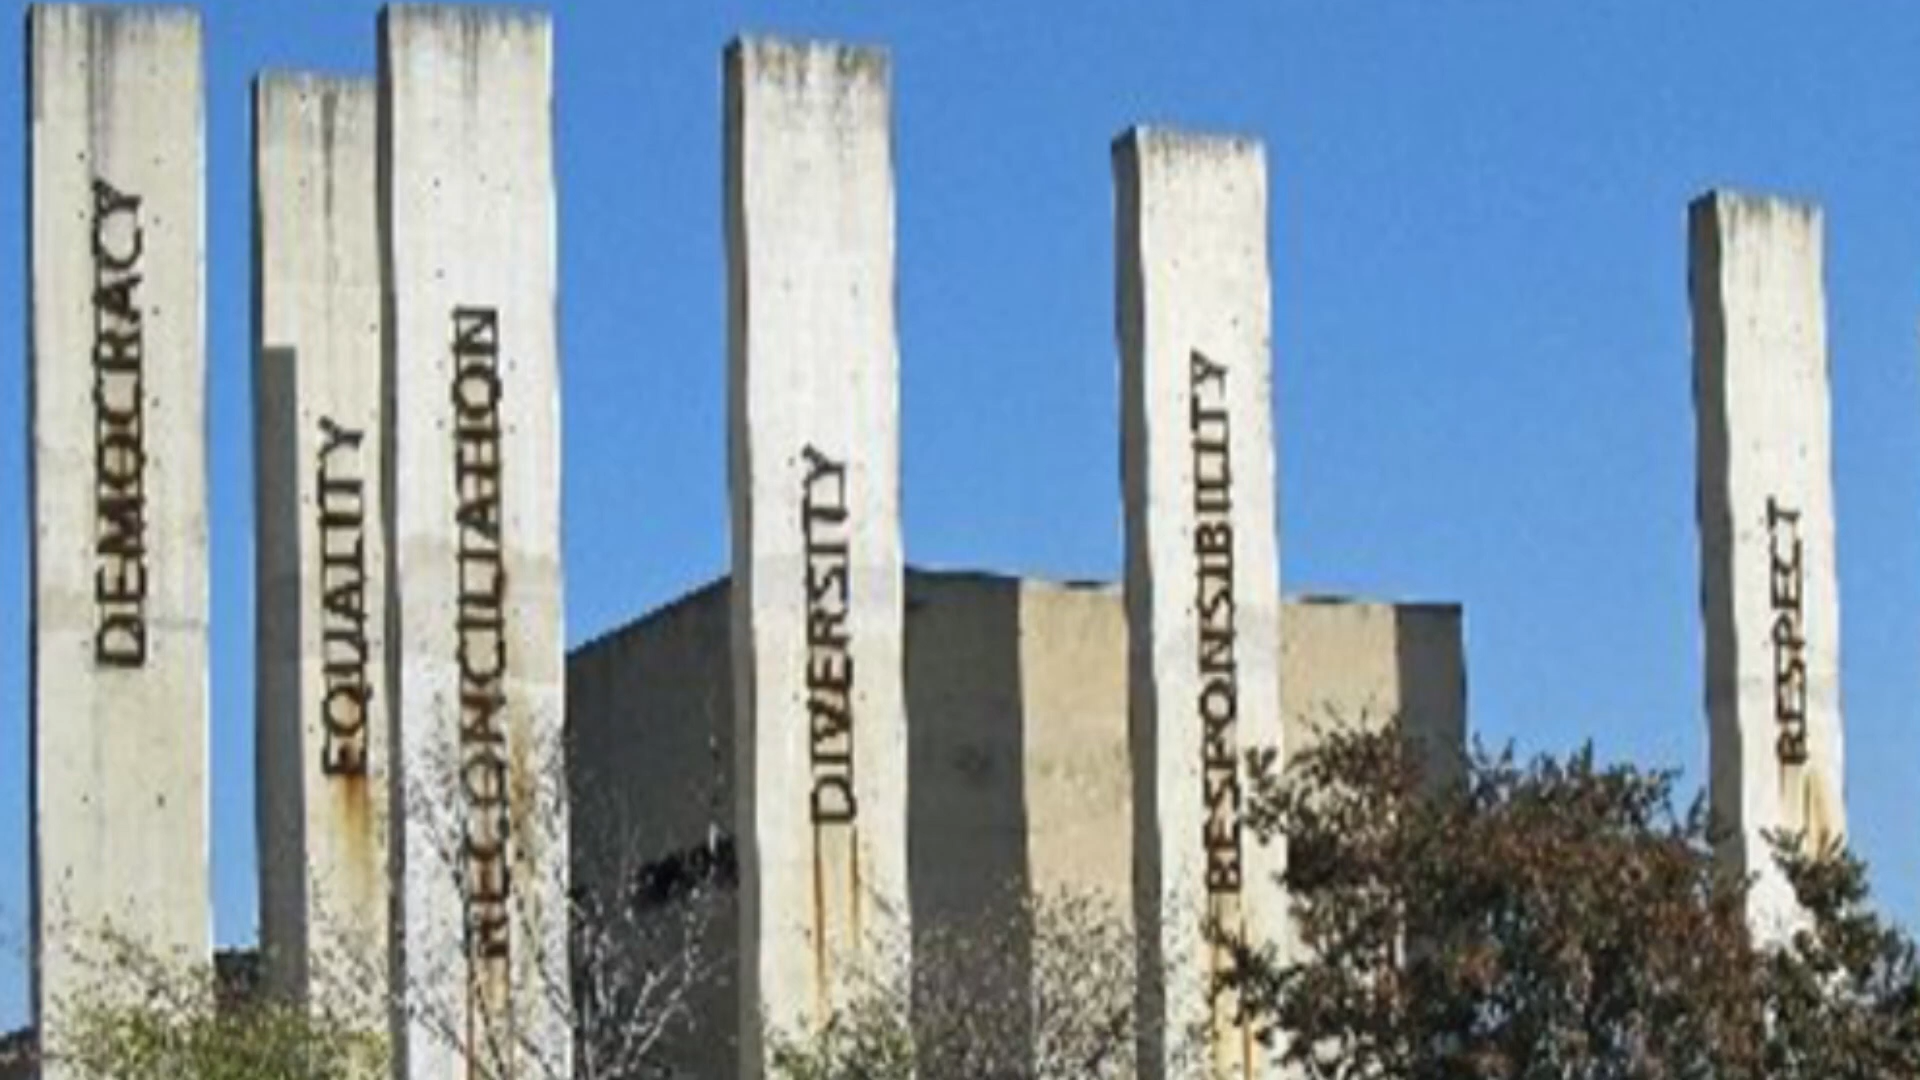 DEMOCRACY
EQUALITY
RECONCILIATION
DIVERSITY
RESPONSIBILITY
RESPECT